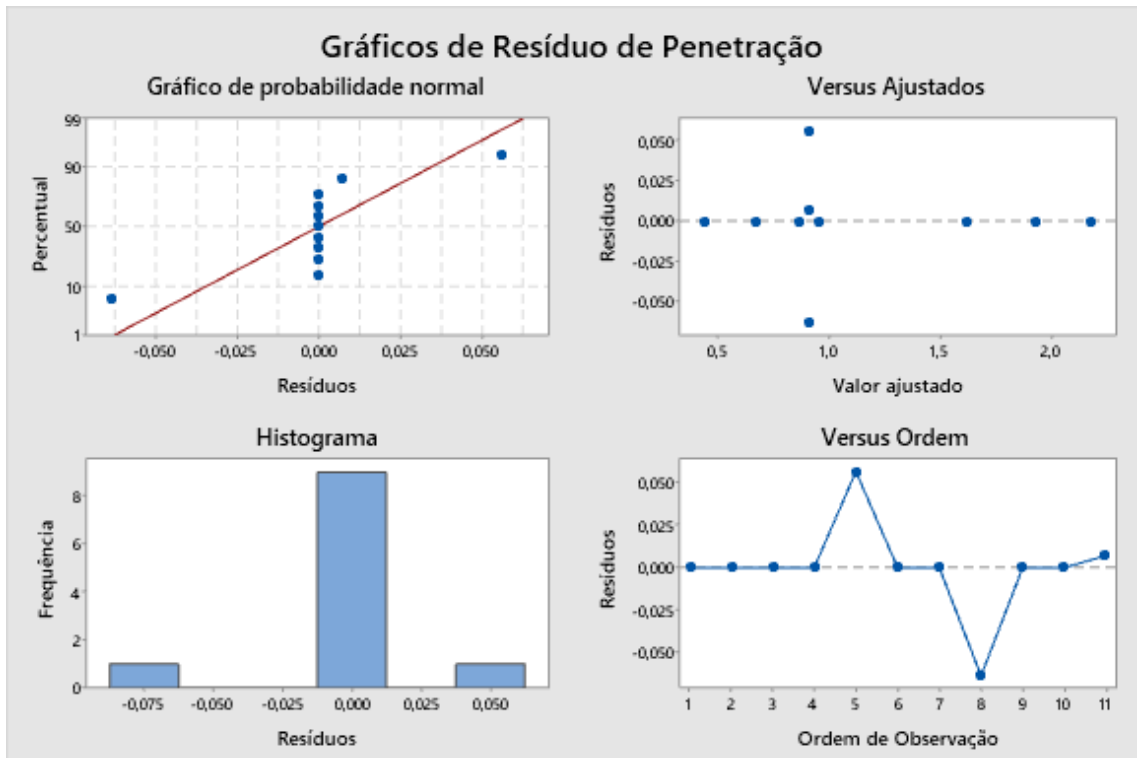 Gráficos de Resíduo de Penetração
Gráfico de probabilidade normal
99
90
50
10
1
Percentual
-0,050 -0,025 0,000 0,025 0,050
Resíduos
Versus Ajustados
0,050
0,025
0,000
-0,025
-0,050
Resíduos
0,5 1,0 1,5 2,0
Valor ajustado
Histograma
8
6
4
2
0
Frequência
-0,075 -0,050 -0,025 0,000 0,025 0,050
Resíduos
Versus Ordem
0,050
0,025
0,000
-0,025
-0,050
Resíduos
1 2 3 4 5 6 7 8 9 10 11
Ordem de Observação